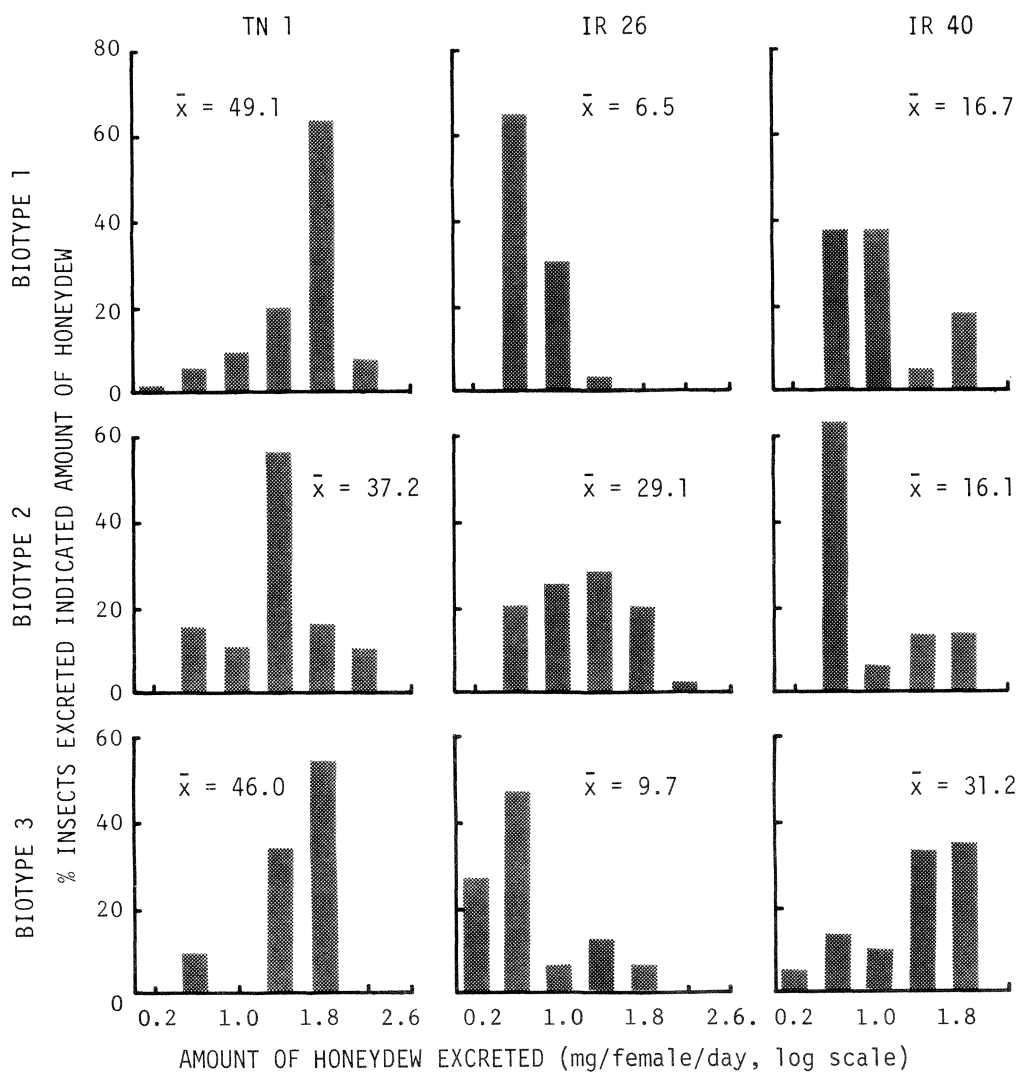 TN 1 IR 26 IR 40
80
x̄ = 49.1 x̄ = 6.5 x̄ = 16.7
60
40
20
0
BIOTYPE 1
60
x̄ = 37.2 x̄ = 29.1 x̄ = 16.1
40
20
0
BIOTYPE 2
60
x̄ = 46.0 x̄ = 9.7 x̄ = 31.2
40
20
0
BIOTYPE 3
% INSECTS EXCRETED INDICATED AMOUNT OF HONEYDEW
0.2 1.0 1.8 2.6 0.2 1.0 1.8 2.6. 0.2 1.0 1.8
AMOUNT OF HONEYDEW EXCRETED (mg/female/day, log scale)